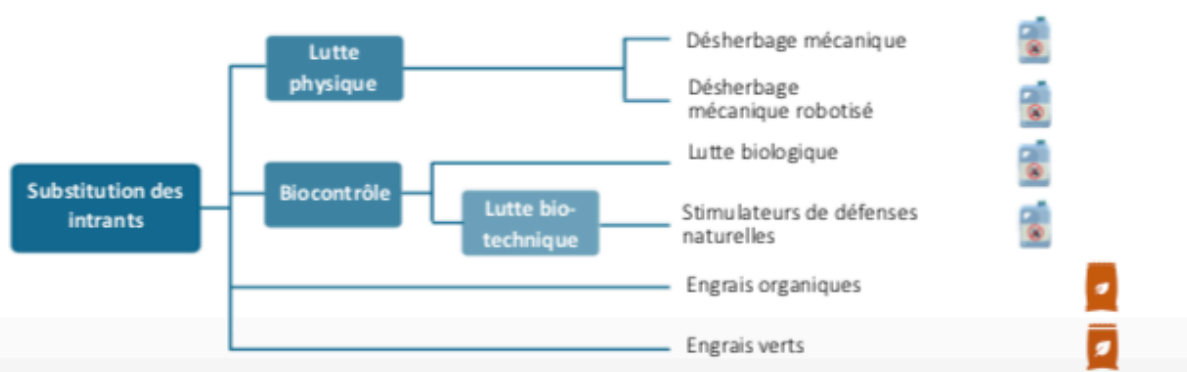 Lutte
physique
Désherbage mécanique
Désherbage
mécanique robotisé
Substitution des
intrants
Biocontrôle
Lutte biologique
Lutte bio-
technique
Stimulateurs de défenses
naturelles
Engrais organiques
Engrais verts